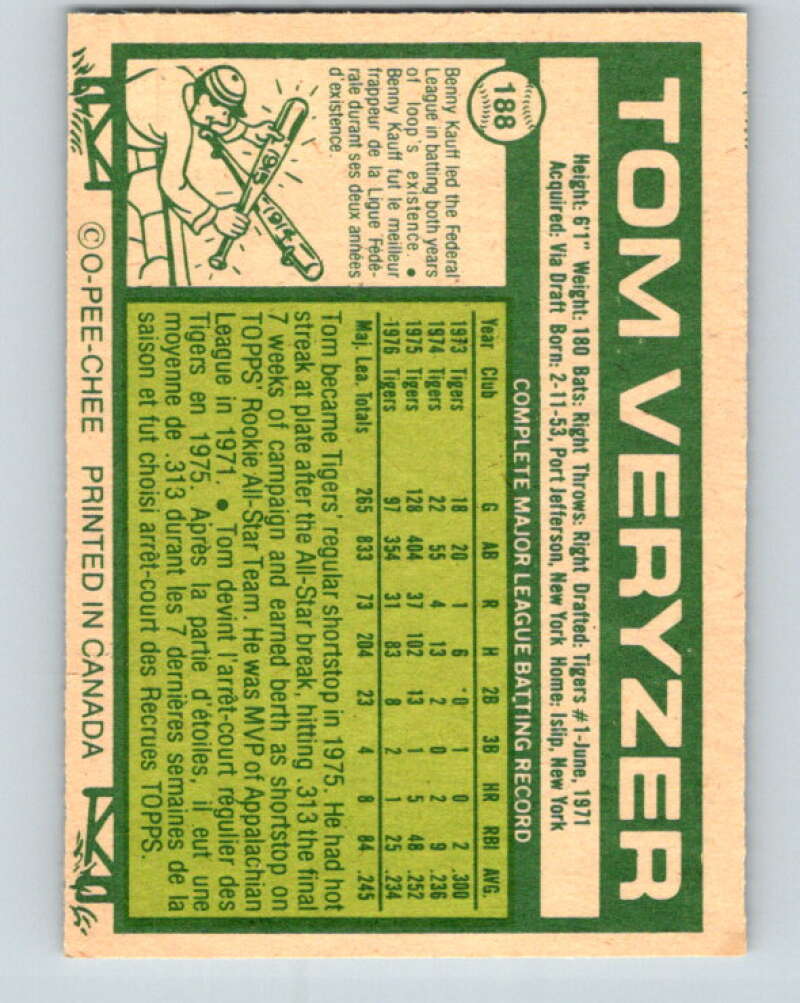 TOM VERYZER
Height: 6'1" Weight: 180 Bats: Right Throws: Right Drafted: Tigers #1-June, 1971
Acquired: Via Draft Born: 2-11-53, Port Jefferson, New York Home: Islip, New York
188
COMPLETE MAJOR LEAGUE BATTING RECORD
Year Club G AB R H 2B 3B HR RBI AVG.
1973 Tigers 18 20 1 6 0 1 0 2 .300
1974 Tigers 22 55 4 13 2 0 2 9 .236
1975 Tigers 128 404 37 102 13 1 5 48 .252
1976 Tigers 97 354 31 83 8 2 1 25 .234
Maj. Lea. Totals 265 833 73 204 23 4 8 84 .245
Tom became Tigers' regular shortstop in 1975. He had hot
streak at plate after the All-Star break, hitting .313 the final
7 weeks of campaign and earned berth as shortstop on
TOPPS' Rookie All-Star Team. He was MVP of Appalachian
League in 1971. ● Tom devint l'arrêt-court régulier des
Tigers en 1975. Après la partie d'étoiles, il eut une
moyenne de .313 durant les 7 dernières semaines de la
saison et fut choisi arrêt-court des Recrues TOPPS.
Benny Kauff led the Federal
League in batting both years
of loop's existence. ●
Benny Kauff fut le meilleur
frappeur de la Ligue Fédé-
rale durant ses deux années
d'existence.
1915
1914
©O-PEE-CHEE PRINTED IN CANADA